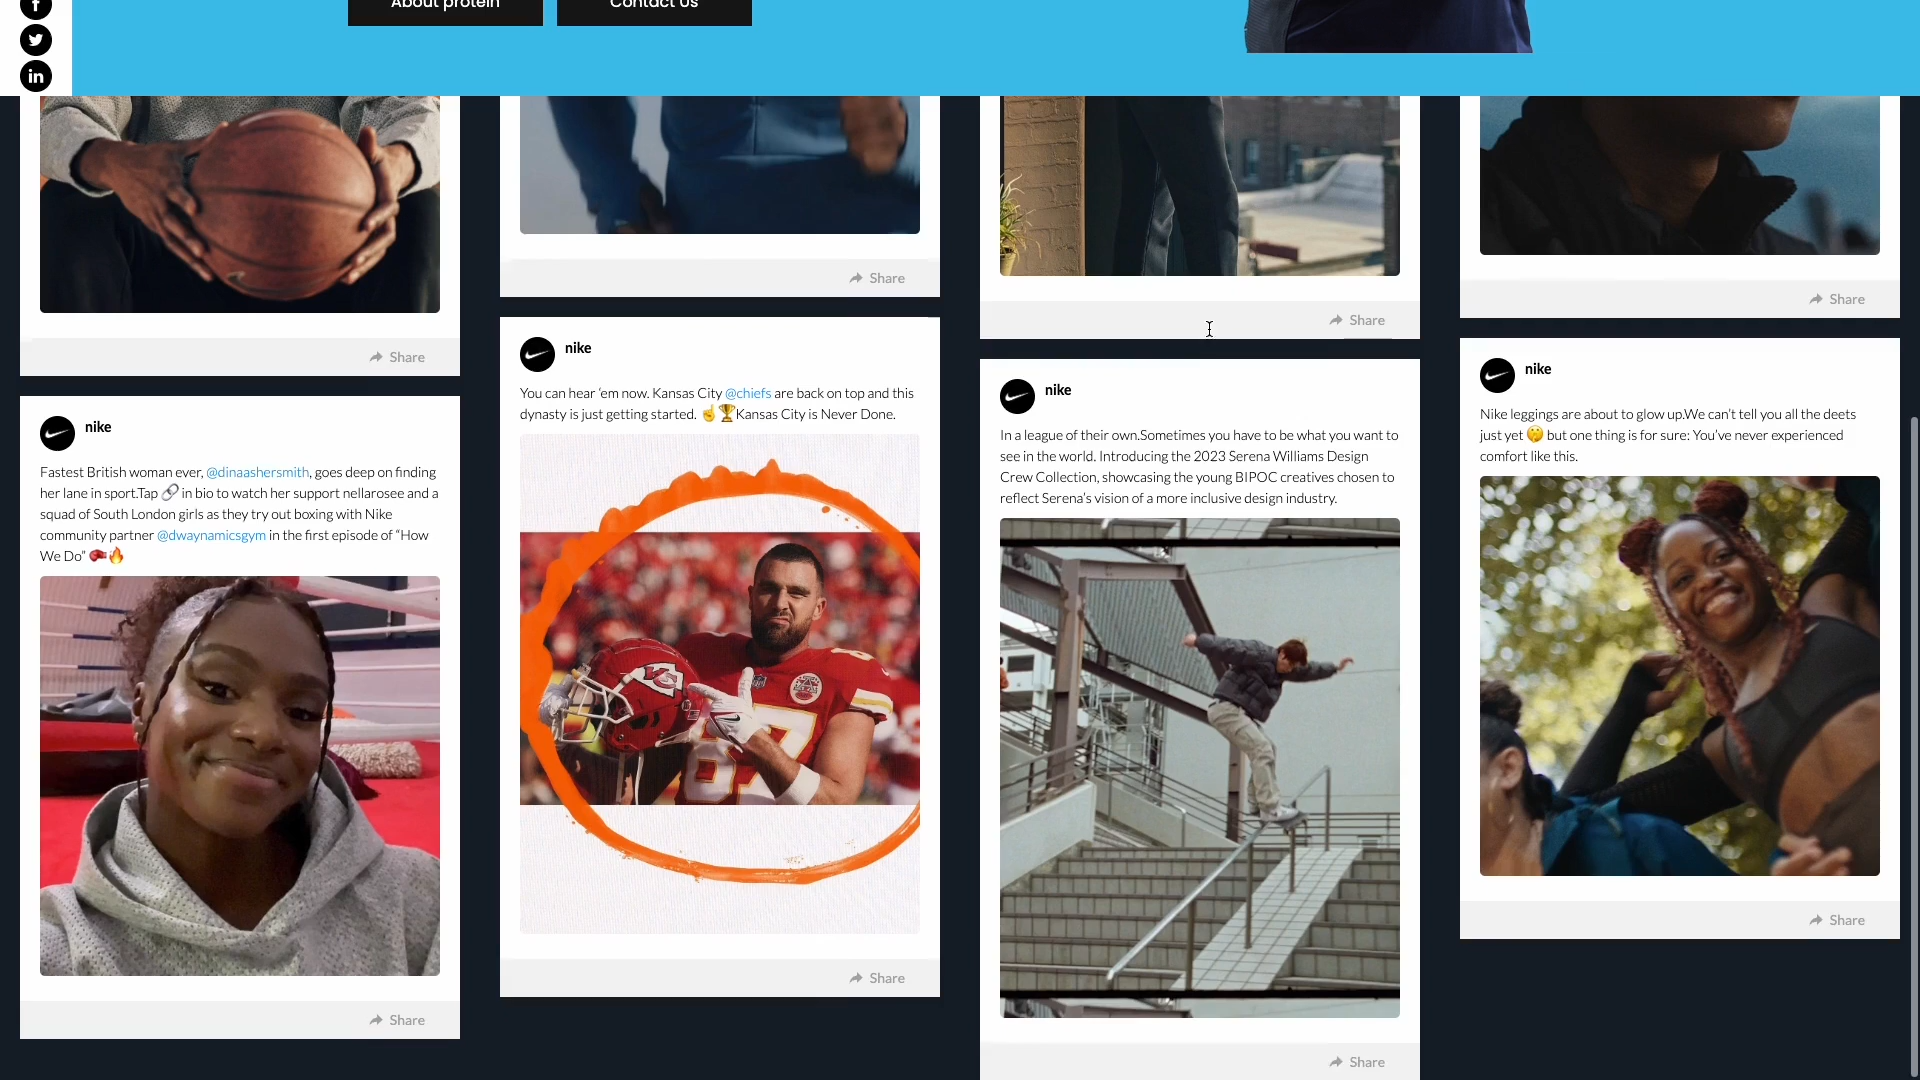 About protein
Contact Us
Share
Share
Share
Share
nike
Fastest British woman ever, @dinaashersmith, goes deep on finding
her lane in sport.Tap 🔗 in bio to watch her support nellarosee and a
squad of South London girls as they try out boxing with Nike
community partner @dwaynamicsgym in the first episode of “How
We Do” 🥊🔥
Share
nike
You can hear ‘em now. Kansas City @chiefs are back on top and this
dynasty is just getting started. ☝️🏆Kansas City is Never Done.
KC
87
Share
nike
In a league of their own.Sometimes you have to be what you want to
see in the world. Introducing the 2023 Serena Williams Design
Crew Collection, showcasing the young BIPOC creatives chosen to
reflect Serena’s vision of a more inclusive design industry.
Share
nike
Nike leggings are about to glow up.We can’t tell you all the deets
just yet 🤫 but one thing is for sure: You’ve never experienced
comfort like this.
Share